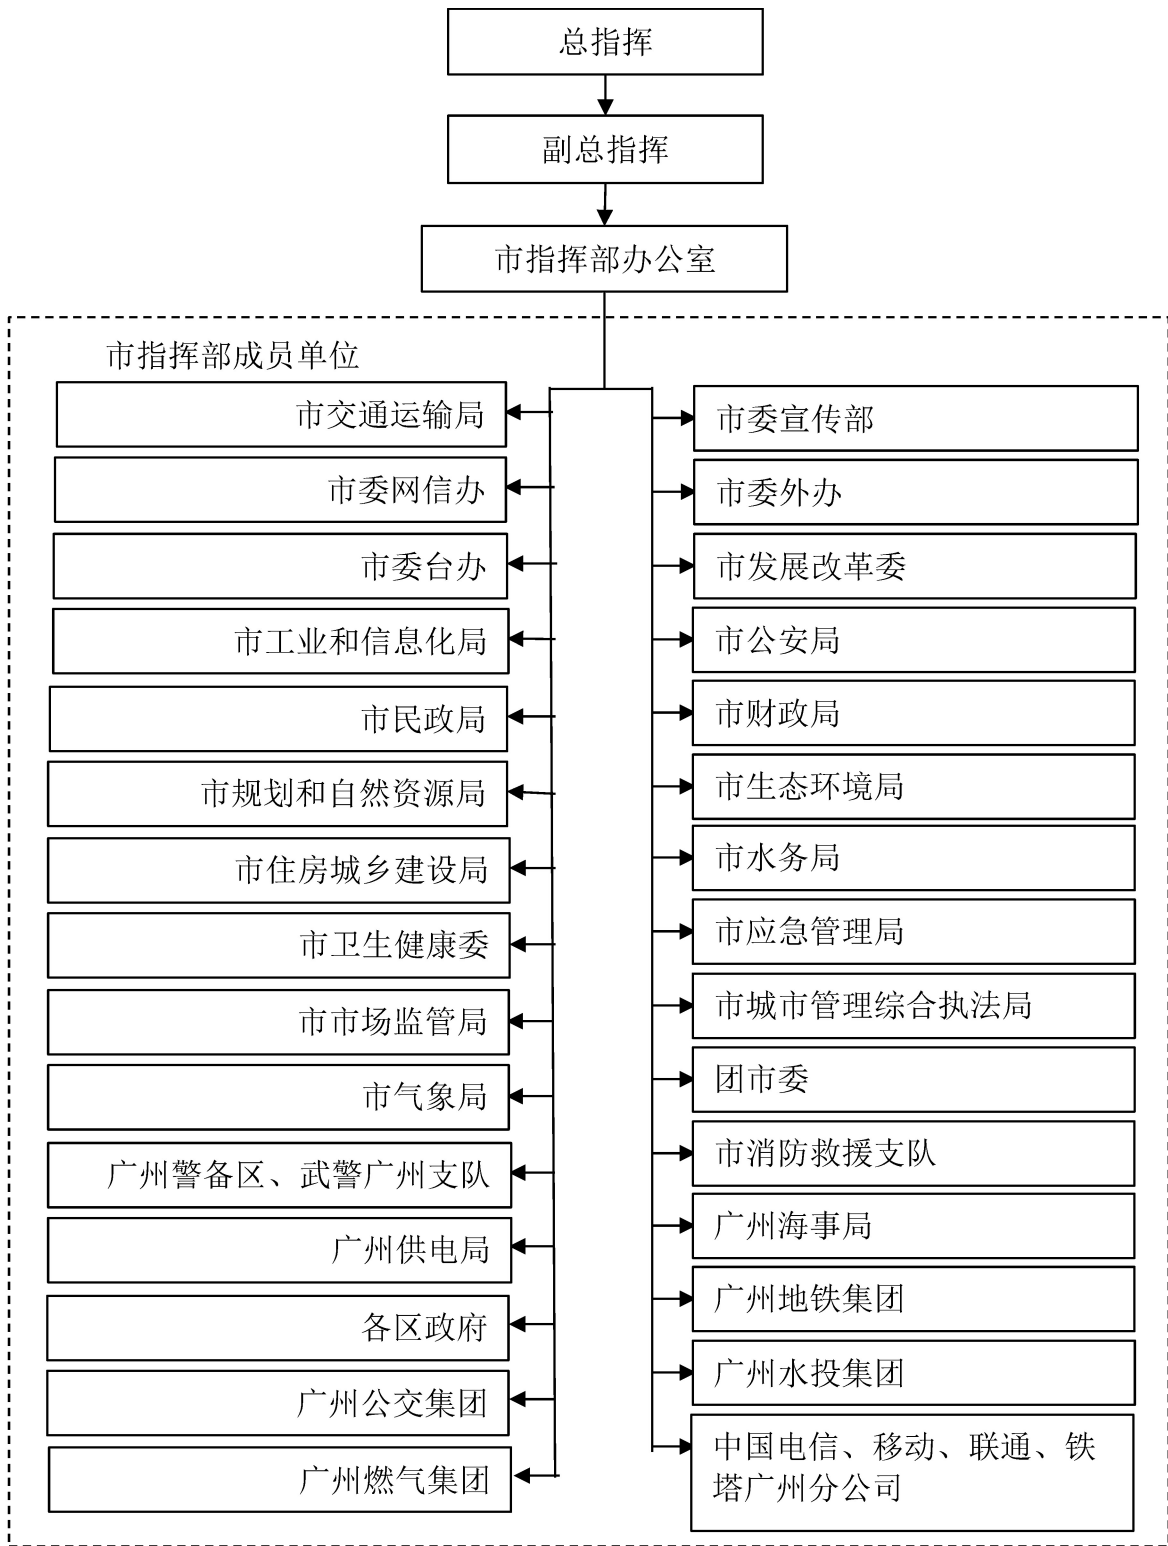 总指挥
副总指挥
市指挥部办公室
市指挥部成员单位
市交通运输局
市委宣传部
市委网信办
市委外办
市委台办
市发展改革委
市工业和信息化局
市公安局
市民政局
市财政局
市规划和自然资源局
市生态环境局
市住房城乡建设局
市水务局
市卫生健康委
市应急管理局
市市场监管局
市城市管理综合执法局
市气象局
团市委
广州警备区、武警广州支队
市消防救援支队
广州供电局
广州海事局
各区政府
广州地铁集团
广州公交集团
广州水投集团
广州燃气集团
中国电信、移动、联通、铁
塔广州分公司